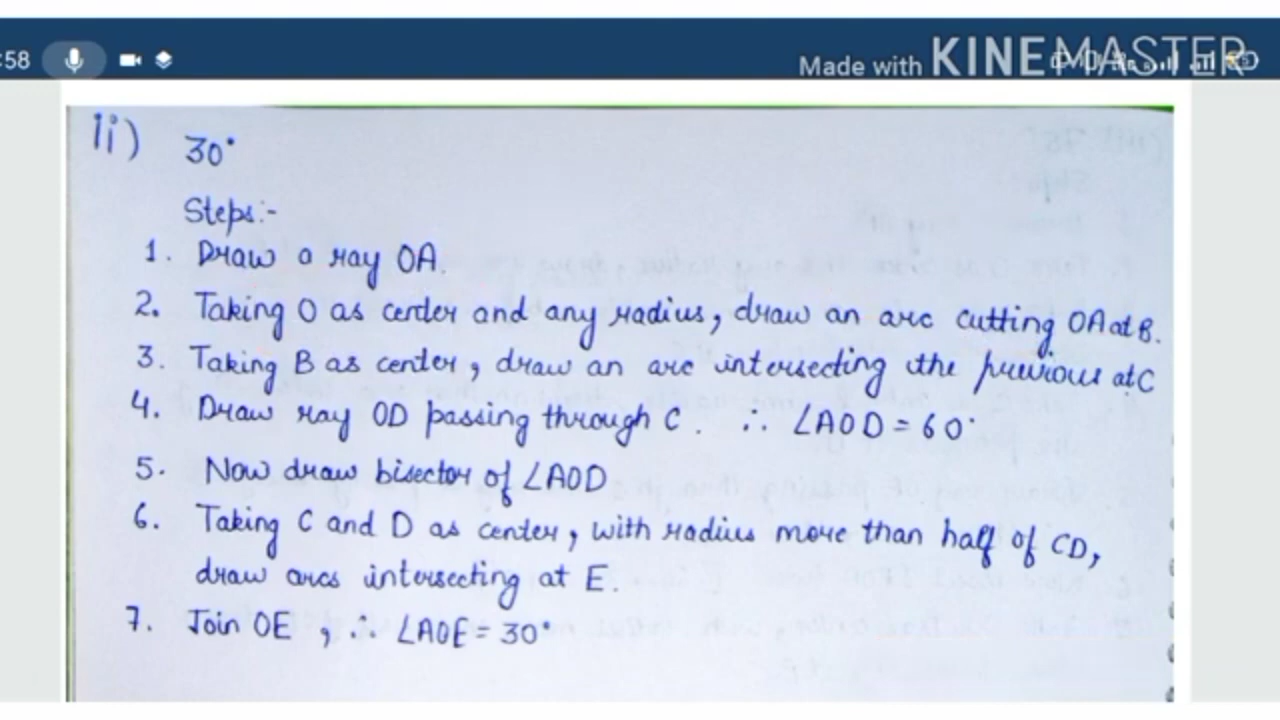 :58
Made with KINEMASTER
ii) 30°
Steps:-
1. Draw a ray OA.
2. Taking O as center and any radius, draw an arc cutting OA at B.
3. Taking B as center, draw an arc intersecting the previous at C
4. Draw ray OD passing through C. ∴ ∠AOD = 60°
5. Now draw bisector of ∠AOD
6. Taking C and D as center, with radius more than half of CD,
draw arcs intersecting at E.
7. Join OE, ∴ ∠AOE = 30°